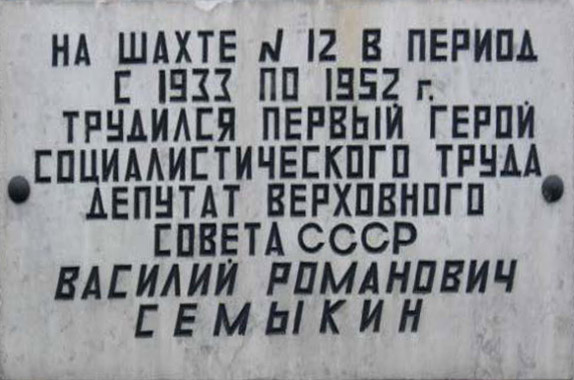 НА ШАХТЕ N 12 В ПЕРИОД
С 1933 ПО 1952 г.
ТРУДИЛСЯ ПЕРВЫЙ ГЕРОЙ
СОЦИАЛИСТИЧЕСКОГО ТРУДА
ДЕПУТАТ ВЕРХОВНОГО
СОВЕТА СССР
ВАСИЛИЙ РОМАНОВИЧ
СЕМЫКИН